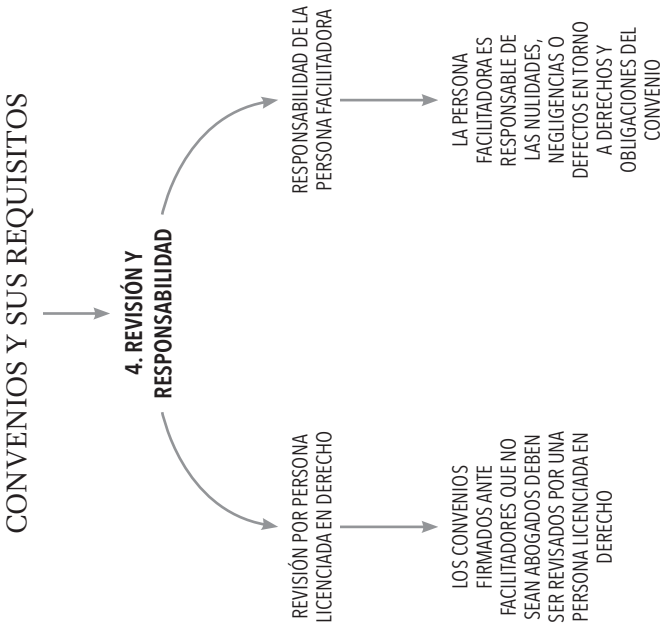 CONVENIOS Y SUS REQUISITOS
4. REVISIÓN Y
RESPONSABILIDAD
REVISIÓN POR PERSONA
LICENCIADA EN DERECHO
LOS CONVENIOS
FIRMADOS ANTE
FACILITADORES QUE NO
SEAN ABOGADOS DEBEN
SER REVISADOS POR UNA
PERSONA LICENCIADA EN
DERECHO
RESPONSABILIDAD DE LA
PERSONA FACILITADORA
LA PERSONA
FACILITADORA ES
RESPONSABLE DE
LAS NULIDADES,
NEGLIGENCIAS O
DEFECTOS EN TORNO
A DERECHOS Y
OBLIGACIONES DEL
CONVENIO